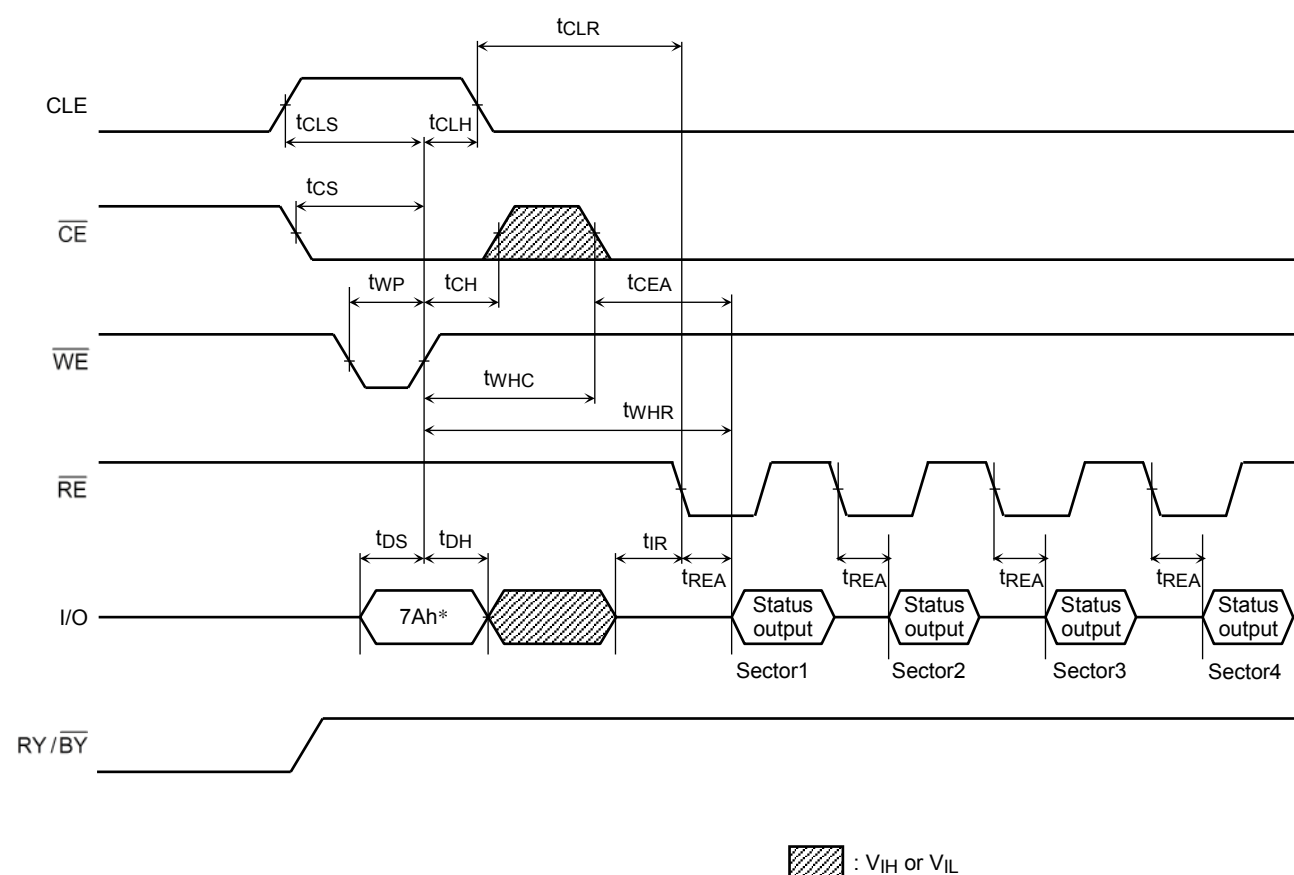 tCLR
CLE
tCLS
tCLH
tCS
CE
tWP
tCH
tCEA
WE
tWHC
tWHR
RE
tDS
tDH
tIR
tREA
tREA
tREA
tREA
I/O
7Ah*
Status output
Status output
Status output
Status output
Sector1
Sector2
Sector3
Sector4
RY/BY
: VIH or VIL